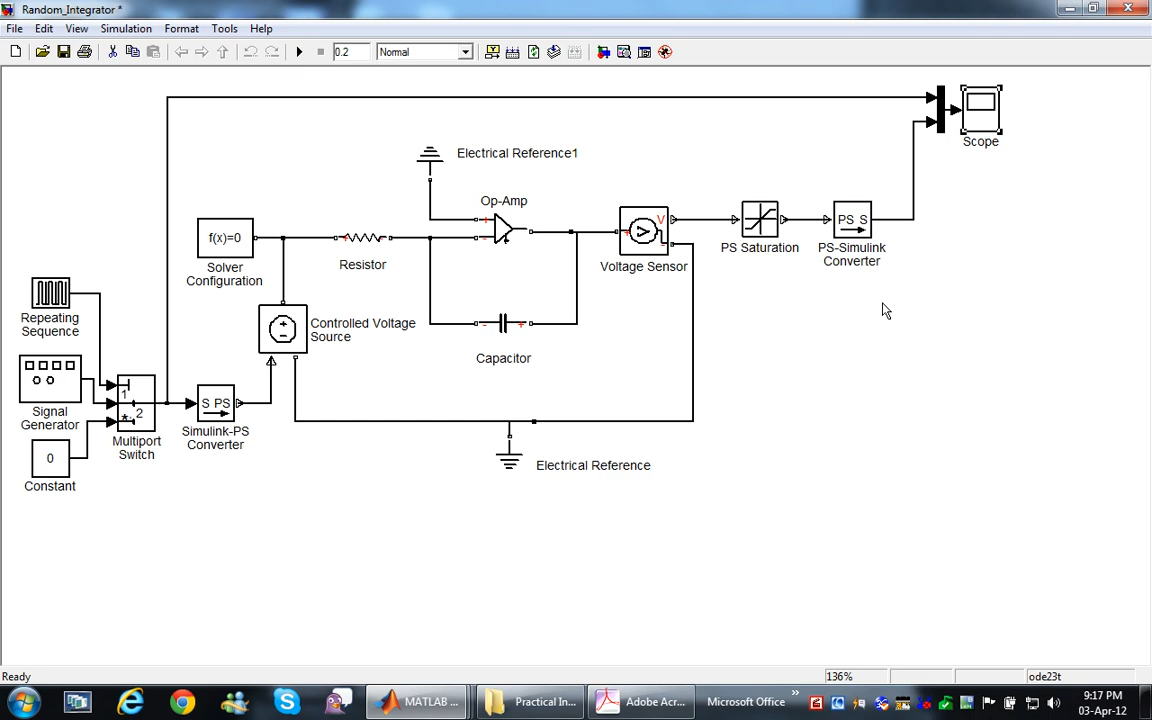 Random_Integrator *
File Edit View Simulation Format Tools Help
0.2 Normal
Scope
Electrical Reference1
Op-Amp
f(x)=0
V
PS S
Solver
Configuration
Resistor
Voltage Sensor
PS Saturation
PS-Simulink
Converter
Repeating
Sequence
Controlled Voltage
Source
Capacitor
Signal
Generator
1
2
*,
S PS
Multiport
Switch
Simulink-PS
Converter
0
Constant
Electrical Reference
Ready
136%
ode23t
MATLAB ...
Practical In...
Adobe Acr...
Microsoft Office
»
9:17 PM
03-Apr-12